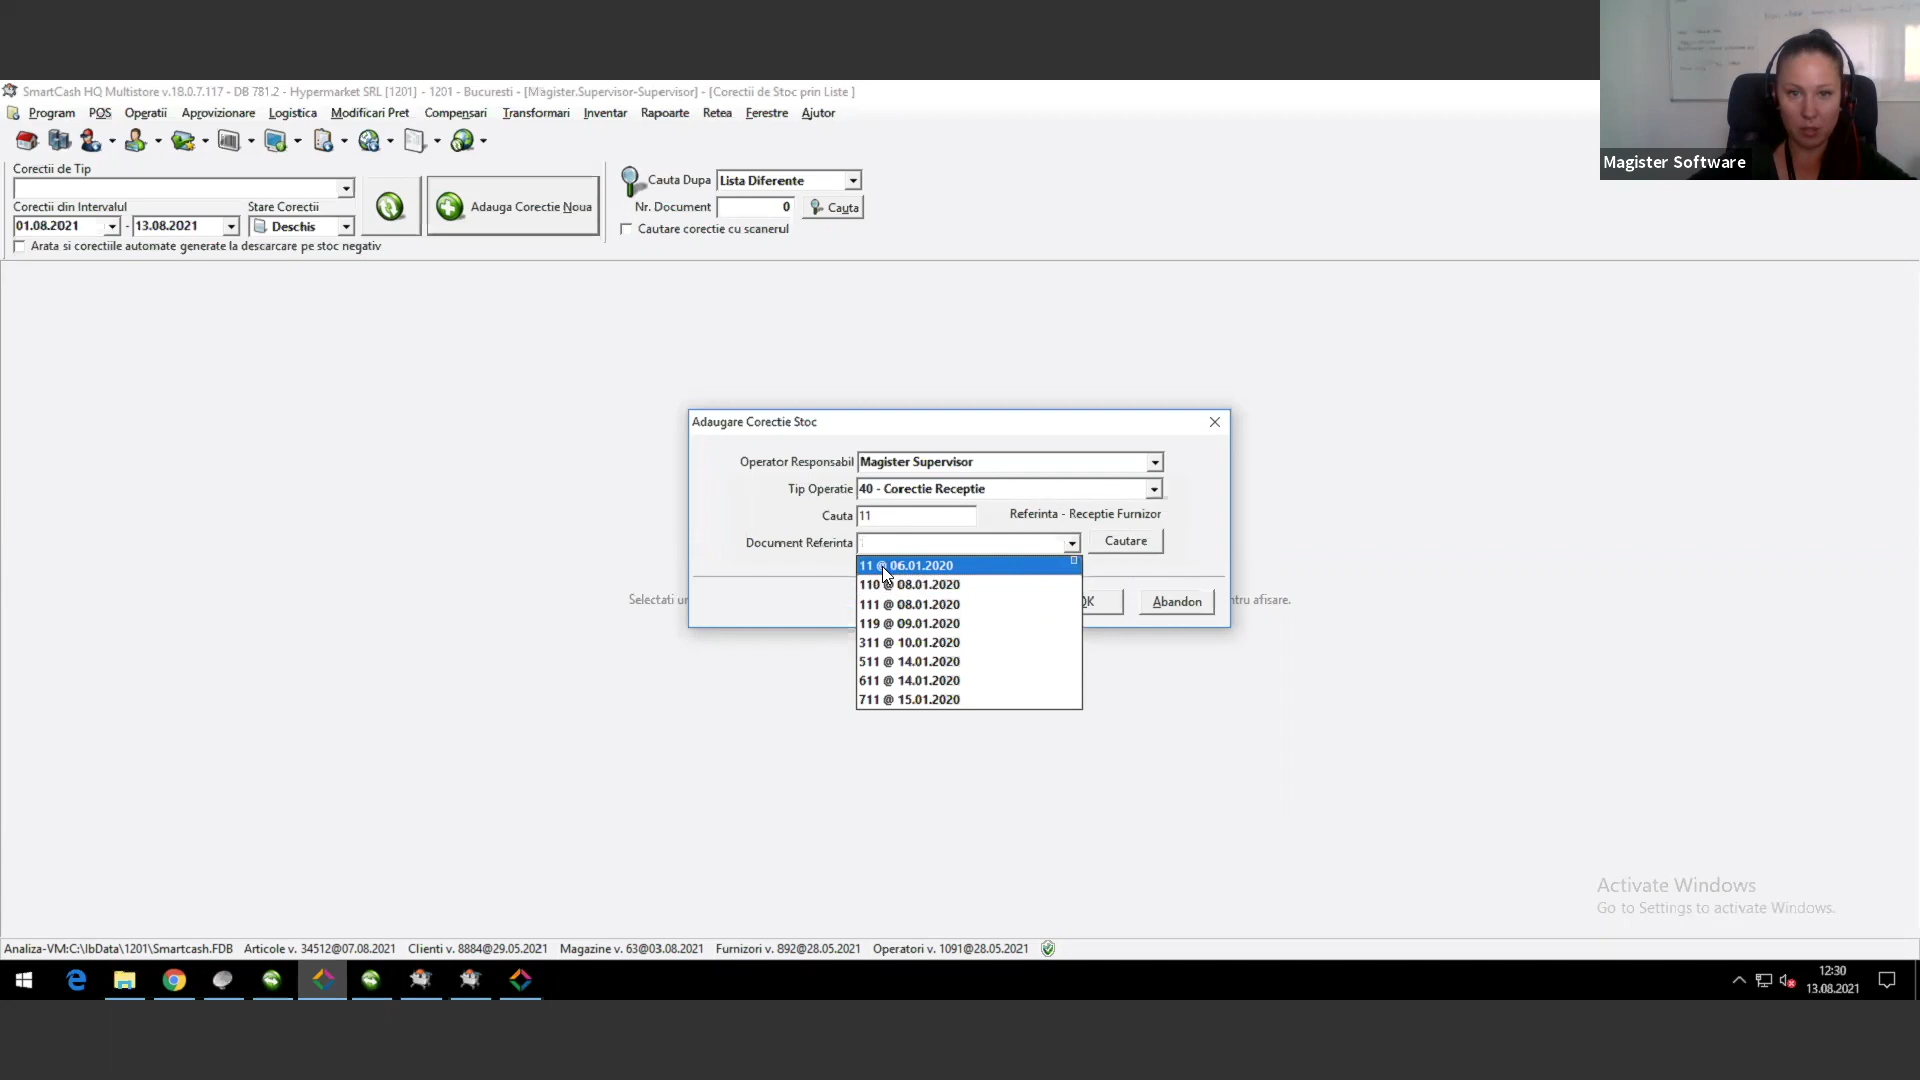 SmartCash HQ Multistore v.18.0.7.117 - DB 781.2 - Hypermarket SRL [1201] - 1201 - Bucuresti - [Magister.Supervisor-Supervisor] - [Corectii de Stoc prin Liste ]
Program POS Operatii Aprovizionare Logistica Modificari Pret Compensari Transformari Inventar Rapoarte Retea Ferestre Ajutor
Magister Software
Corectii de Tip
Corectii din Intervalul Stare Corectii
01.08.2021 - 13.08.2021 Deschis
Arata si corectiile automate generate la descarcare pe stoc negativ
Adauga Corectie Noua
Cauta Dupa Lista Diferente
Nr. Document 0 Cauta
Cautare corectie cu scanerul
Adaugare Corectie Stoc
Operator Responsabil Magister Supervisor
Tip Operatie 40 - Corectie Receptie
Cauta 11 Referinta - Receptie Furnizor
Document Referinta Cautare
11 @ 06.01.2020
110 @ 08.01.2020
111 @ 08.01.2020
119 @ 09.01.2020
311 @ 10.01.2020
511 @ 14.01.2020
611 @ 14.01.2020
711 @ 15.01.2020
OK Abandon
Selectati
afisare.
Activate Windows
Go to Settings to activate Windows.
Analiza-VM:C:\IbData\1201\Smartcash.FDB Articole v. 34512@07.08.2021 Clienti v. 8884@29.05.2021 Magazine v. 63@03.08.2021 Furnizori v. 892@28.05.2021 Operatori v. 1091@28.05.2021
12:30
13.08.2021